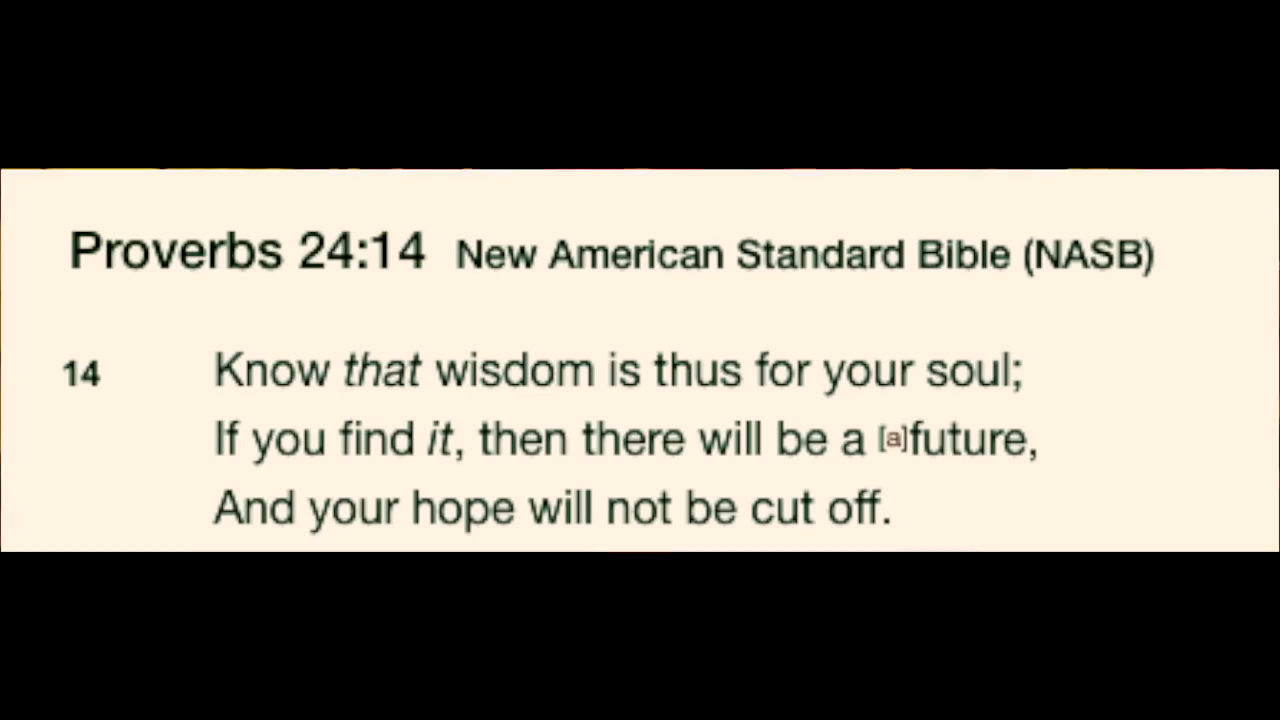 Proverbs 24:14 New American Standard Bible (NASB)
14 Know that wisdom is thus for your soul;
If you find it, then there will be a [a]future,
And your hope will not be cut off.